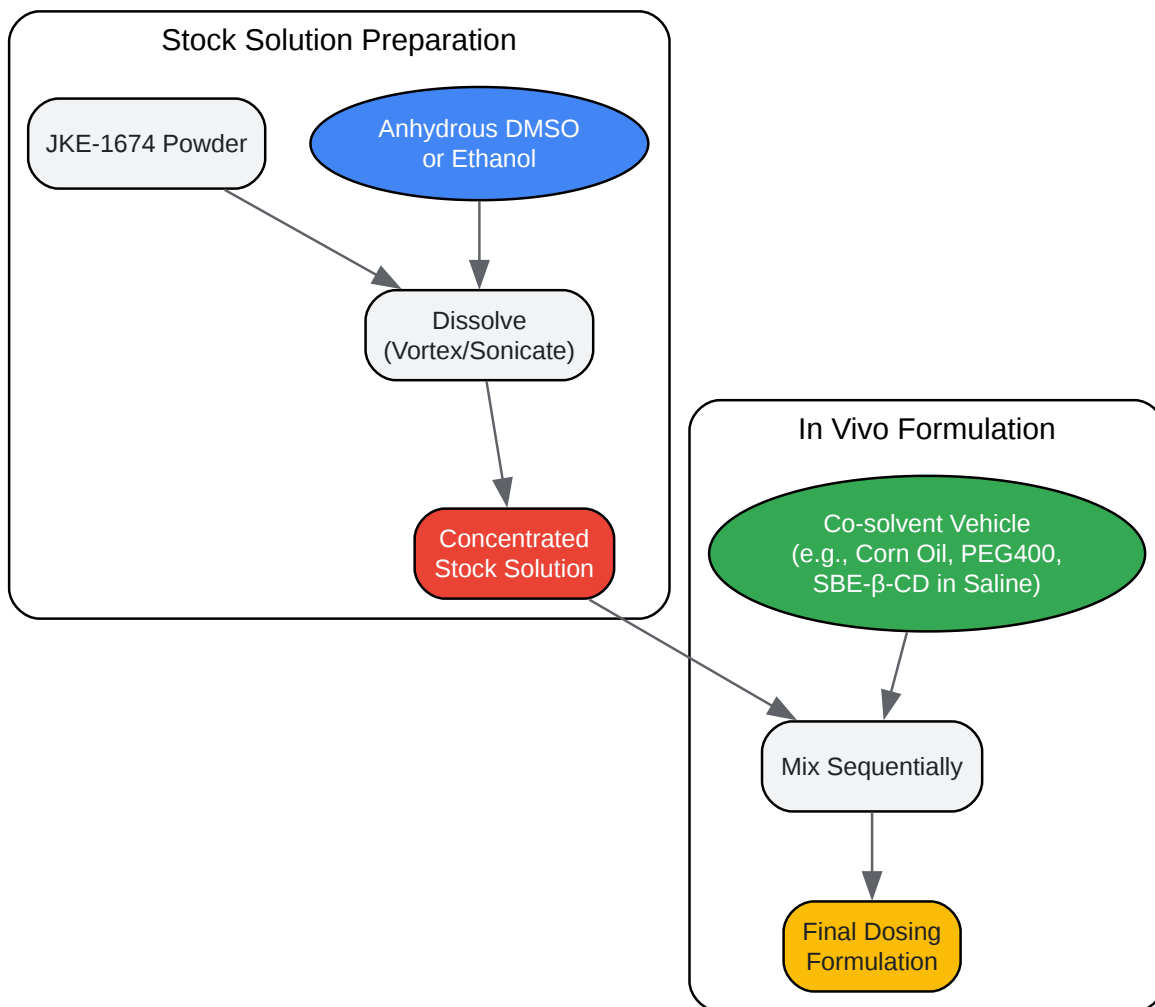 Stock Solution Preparation
JKE-1674 Powder
Anhydrous DMSO
or Ethanol
Dissolve
(Vortex/Sonicate)
Concentrated
Stock Solution
In Vivo Formulation
Co-solvent Vehicle
(e.g., Corn Oil, PEG400,
SBE-β-CD in Saline)
Mix Sequentially
Final Dosing
Formulation